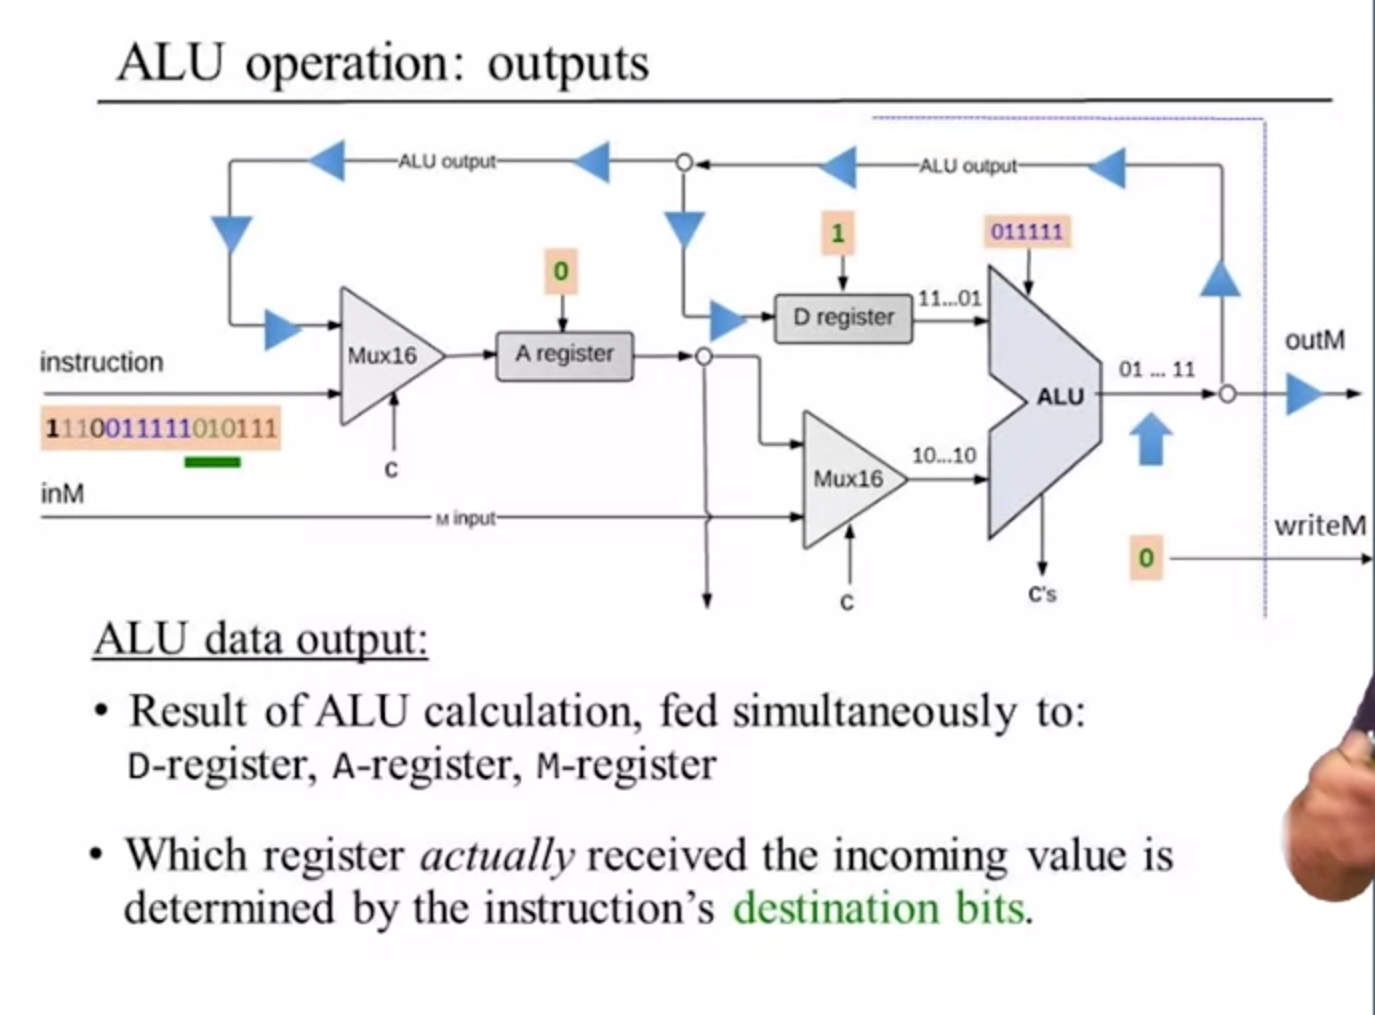 ALU operation: outputs
ALU output
ALU output
1
011111
0
11...01
D register
outM
instruction
Mux16
A register
01 ... 11
ALU
1110011111010111
10...10
C
Mux16
inM
M input
writeM
0
C
C's
ALU data output:
• Result of ALU calculation, fed simultaneously to:
D-register, A-register, M-register
• Which register actually received the incoming value is
determined by the instruction's destination bits.